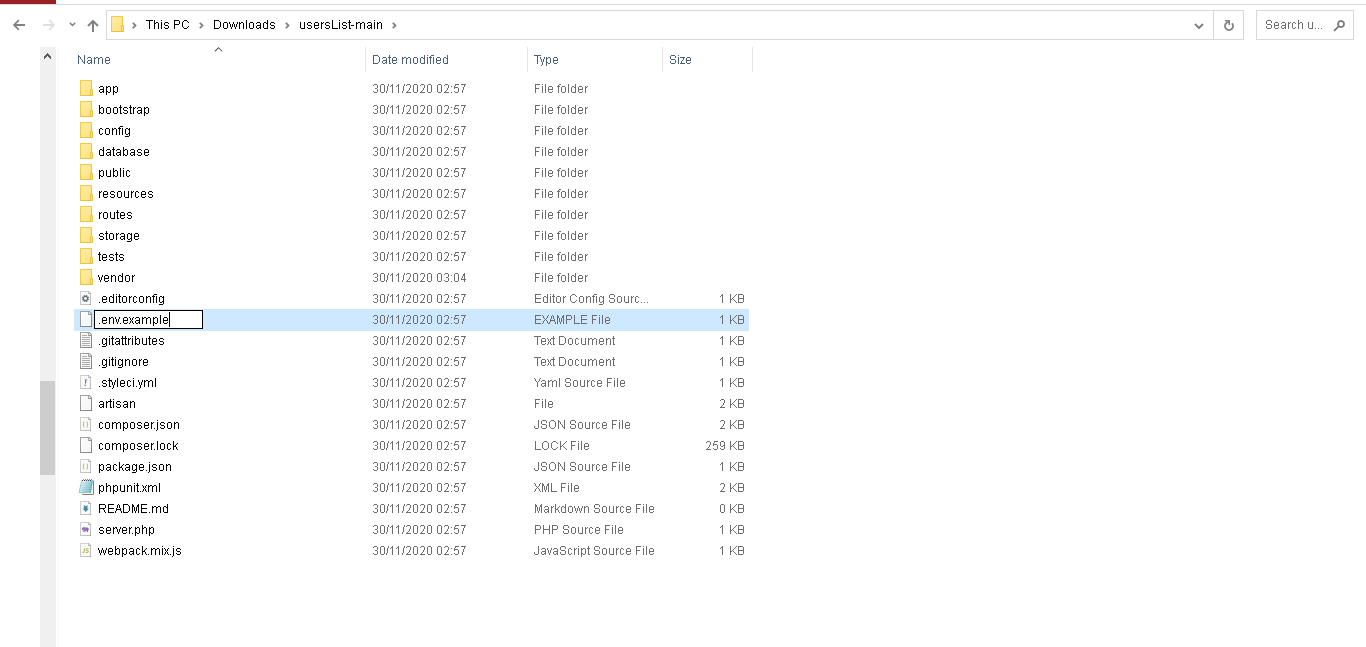 This PC > Downloads > usersList-main >
Search u...
Name Date modified Type Size
app 30/11/2020 02:57 File folder
bootstrap 30/11/2020 02:57 File folder
config 30/11/2020 02:57 File folder
database 30/11/2020 02:57 File folder
public 30/11/2020 02:57 File folder
resources 30/11/2020 02:57 File folder
routes 30/11/2020 02:57 File folder
storage 30/11/2020 02:57 File folder
tests 30/11/2020 02:57 File folder
vendor 30/11/2020 03:04 File folder
.editorconfig 30/11/2020 02:57 Editor Config Sourc... 1 KB
.env.example 30/11/2020 02:57 EXAMPLE File 1 KB
.gitattributes 30/11/2020 02:57 Text Document 1 KB
.gitignore 30/11/2020 02:57 Text Document 1 KB
.styleci.yml 30/11/2020 02:57 Yaml Source File 1 KB
artisan 30/11/2020 02:57 File 2 KB
composer.json 30/11/2020 02:57 JSON Source File 2 KB
composer.lock 30/11/2020 02:57 LOCK File 259 KB
package.json 30/11/2020 02:57 JSON Source File 1 KB
phpunit.xml 30/11/2020 02:57 XML File 2 KB
README.md 30/11/2020 02:57 Markdown Source File 0 KB
server.php 30/11/2020 02:57 PHP Source File 1 KB
webpack.mix.js 30/11/2020 02:57 JavaScript Source File 1 KB